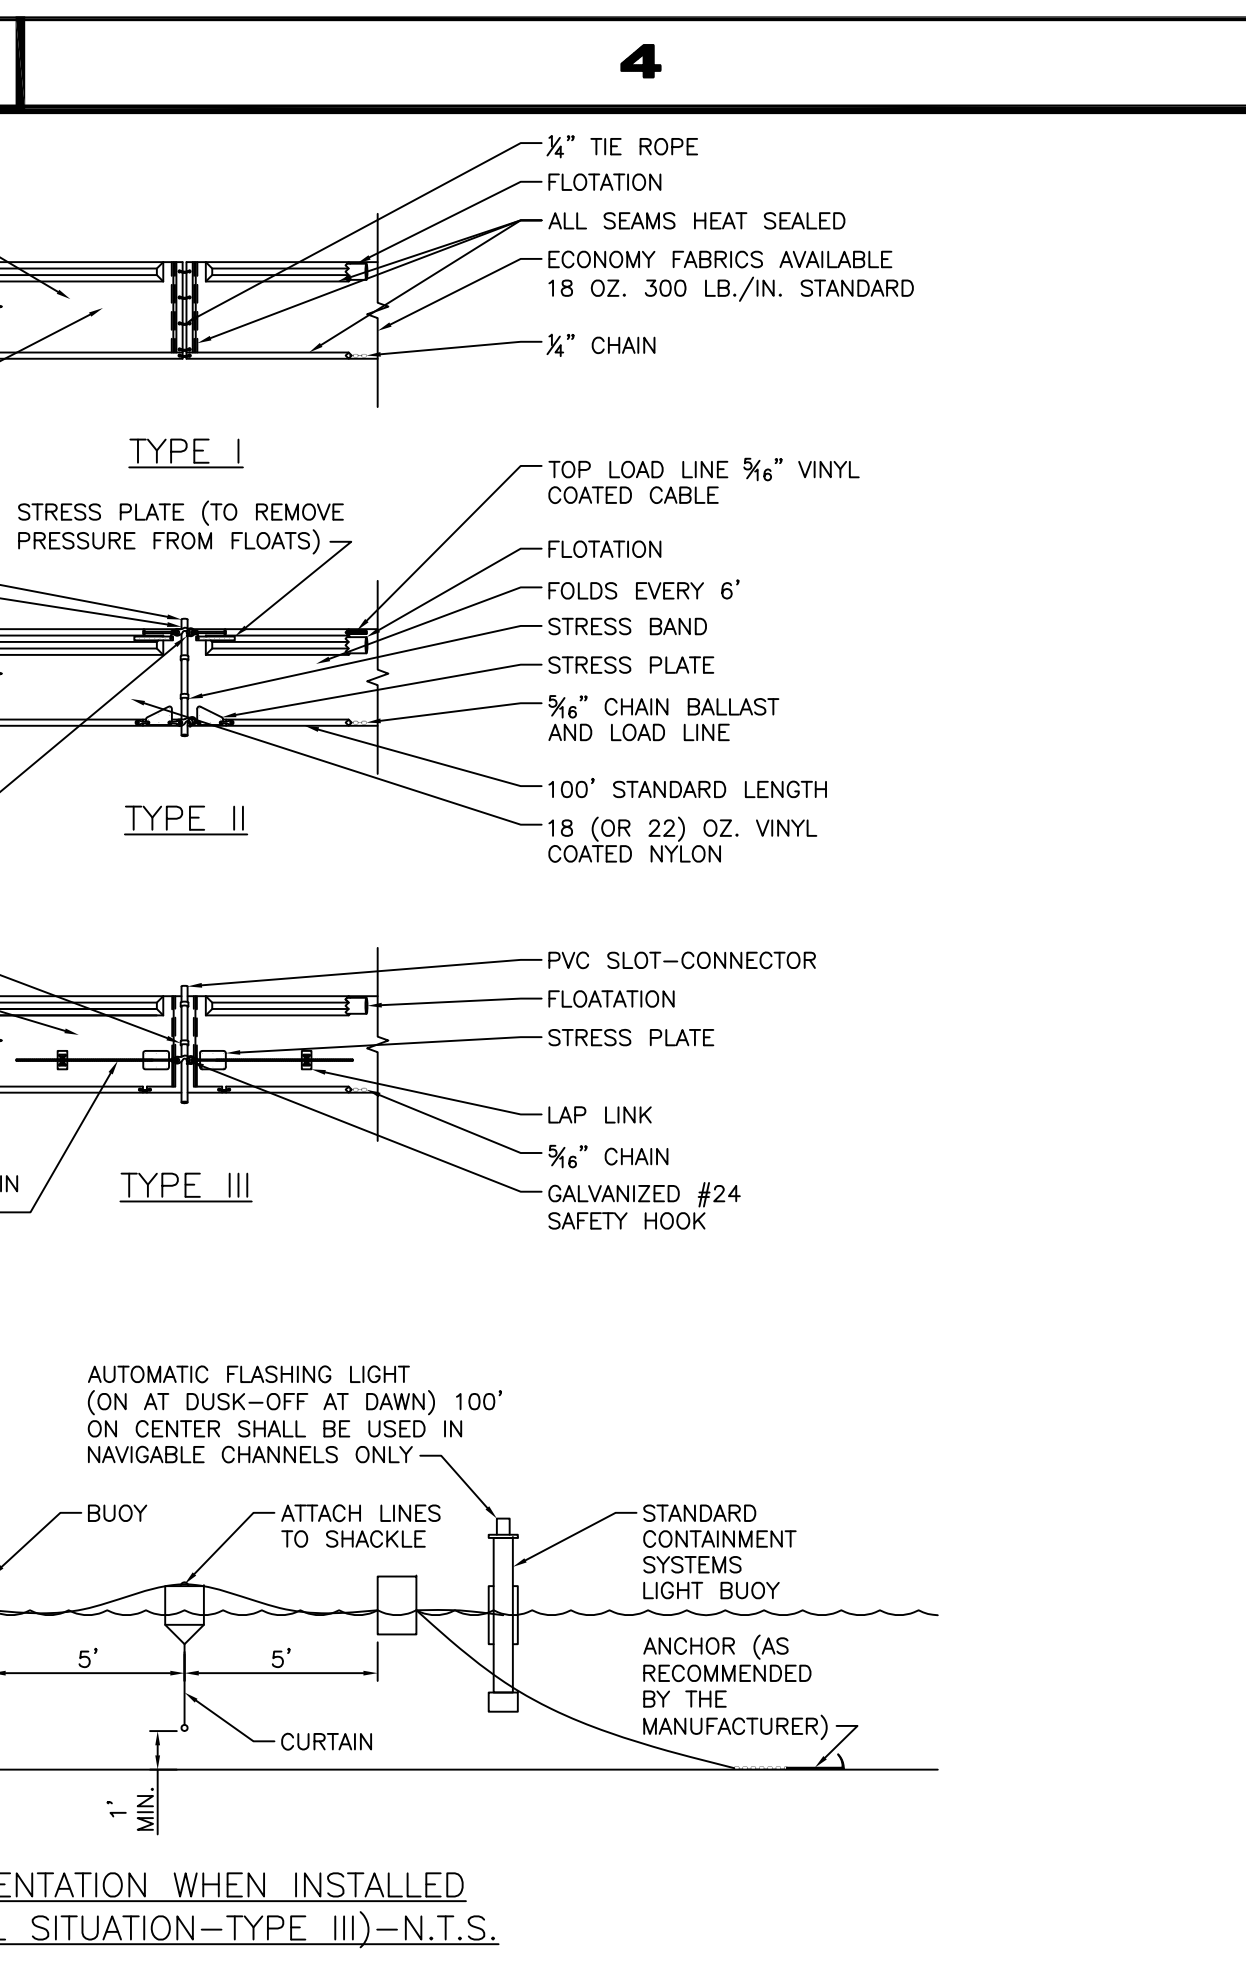 4
¼” TIE ROPE
FLOTATION
ALL SEAMS HEAT SEALED
ECONOMY FABRICS AVAILABLE
18 OZ. 300 LB./IN. STANDARD
¼” CHAIN
TYPE I
STRESS PLATE (TO REMOVE
PRESSURE FROM FLOATS)
TOP LOAD LINE 5⁄16” VINYL
COATED CABLE
FLOTATION
FOLDS EVERY 6'
STRESS BAND
STRESS PLATE
5⁄16” CHAIN BALLAST
AND LOAD LINE
100' STANDARD LENGTH
18 (OR 22) OZ. VINYL
COATED NYLON
TYPE II
PVC SLOT-CONNECTOR
FLOATATION
STRESS PLATE
LAP LINK
5⁄16” CHAIN
GALVANIZED #24
SAFETY HOOK
IN
TYPE III
AUTOMATIC FLASHING LIGHT
(ON AT DUSK-OFF AT DAWN) 100'
ON CENTER SHALL BE USED IN
NAVIGABLE CHANNELS ONLY
BUOY
ATTACH LINES
TO SHACKLE
STANDARD
CONTAINMENT
SYSTEMS
LIGHT BUOY
5'
5'
ANCHOR (AS
RECOMMENDED
BY THE
MANUFACTURER)
CURTAIN
1'
MIN.
ENTATION WHEN INSTALLED
L SITUATION-TYPE III)-N.T.S.